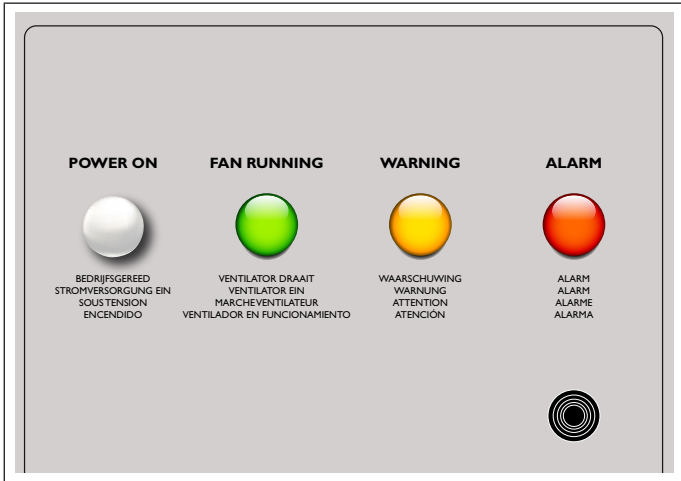 POWER ON
BEDRIJFSGEREED
STROMVERSORGUNG EIN
SOUS TENSION
ENCENDIDO
FAN RUNNING
VENTILATOR DRAAIT
VENTILATOR EIN
MARCHE VENTILATEUR
VENTILADOR EN FUNCIONAMIENTO
WARNING
WAARSCHUWING
WARNUNG
ATTENTION
ATENCIÓN
ALARM
ALARM
ALARM
ALARME
ALARMA